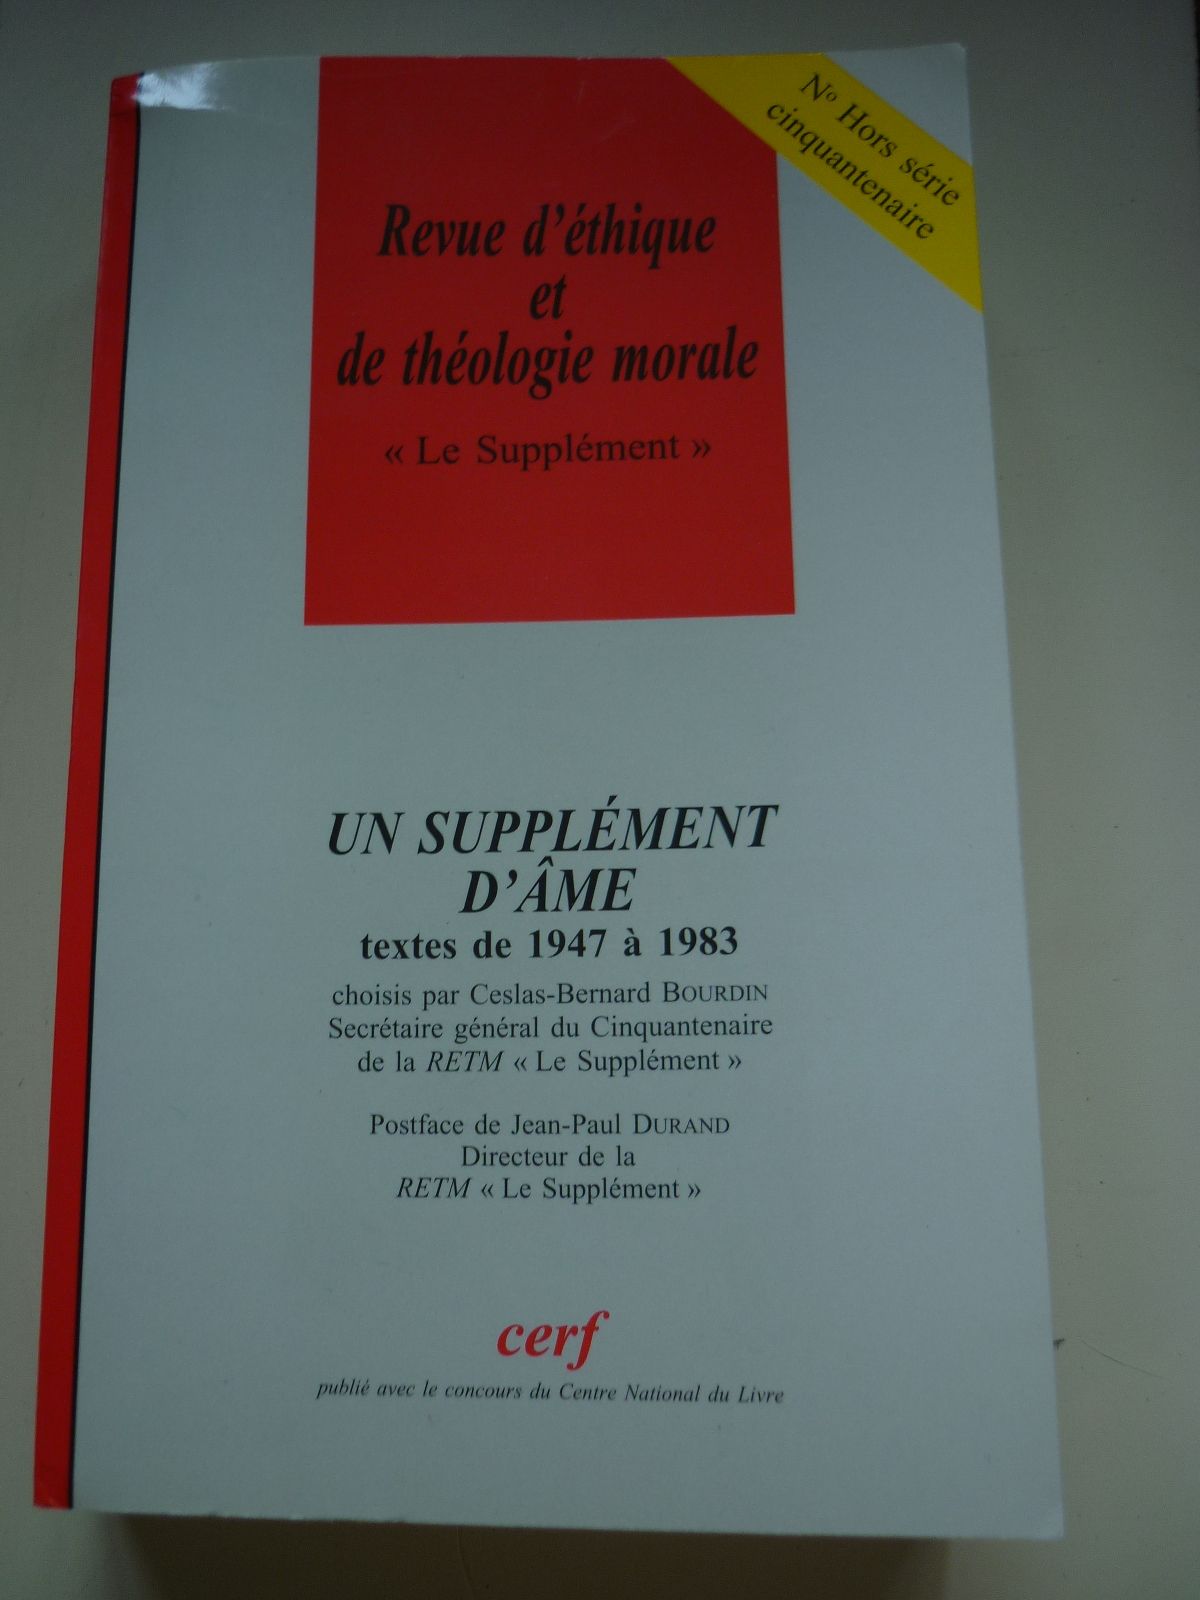 Nº Hors série
cinquantenaire
Revue d'éthique
et
de théologie morale
« Le Supplément »
UN SUPPLÉMENT
D'ÂME
textes de 1947 à 1983
choisis par Ceslas-Bernard BOURDIN
Secrétaire général du Cinquantenaire
de la RETM « Le Supplément »
Postface de Jean-Paul DURAND
Directeur de la
RETM « Le Supplément »
cerf
publié avec le concours du Centre National du Livre